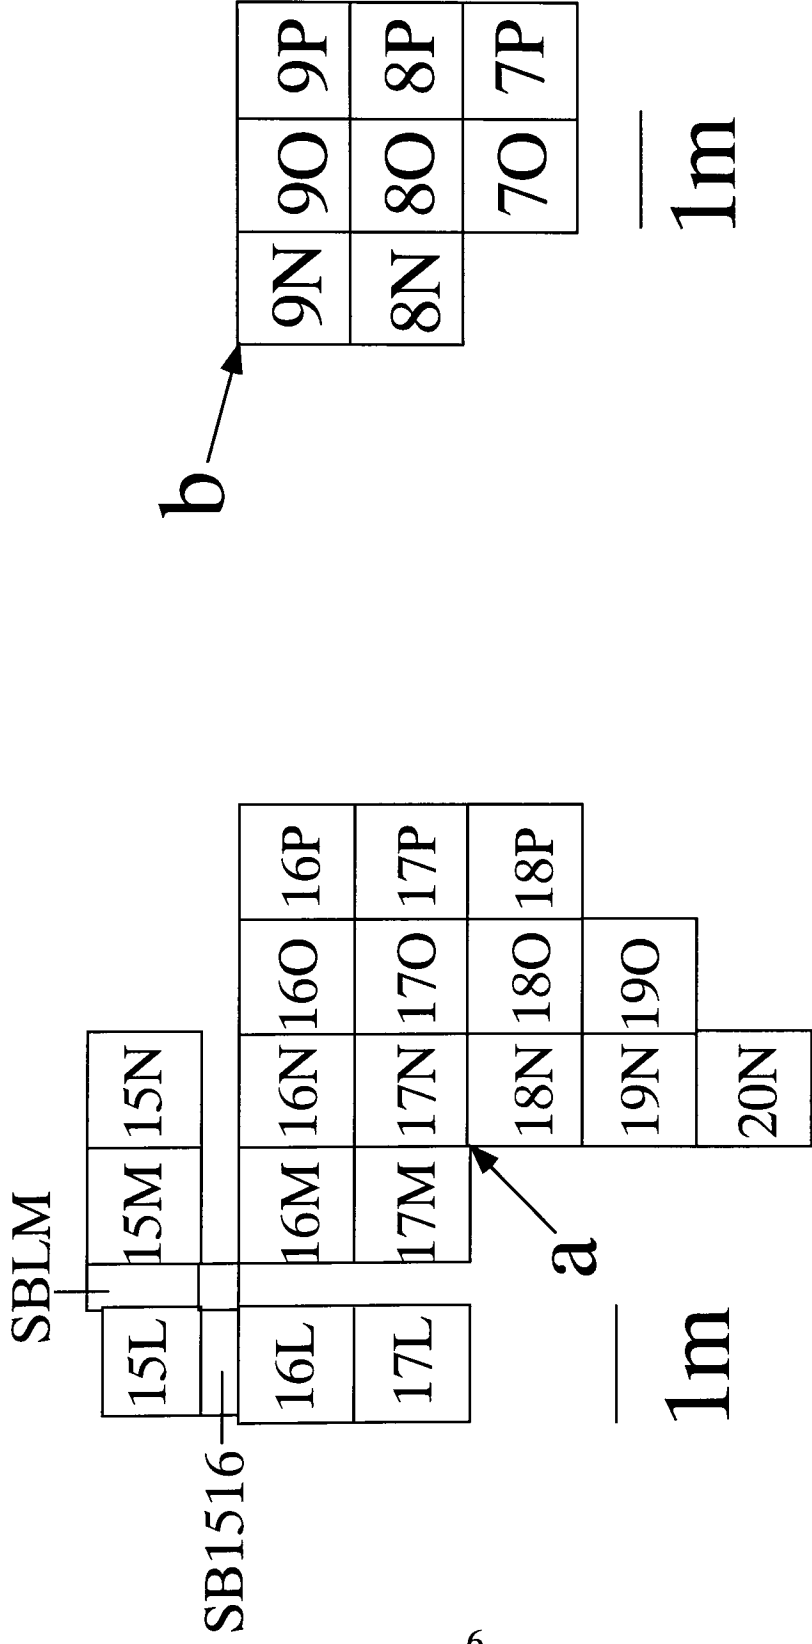 SBLM
15L 15M 15N
SB1516
16L 16M 16N 16O 16P
17L 17M 17N 17O 17P
18N 18O 18P
19N 19O
20N
a
1m
b
9N 9O 9P
8N 8O 8P
7O 7P
1m
6